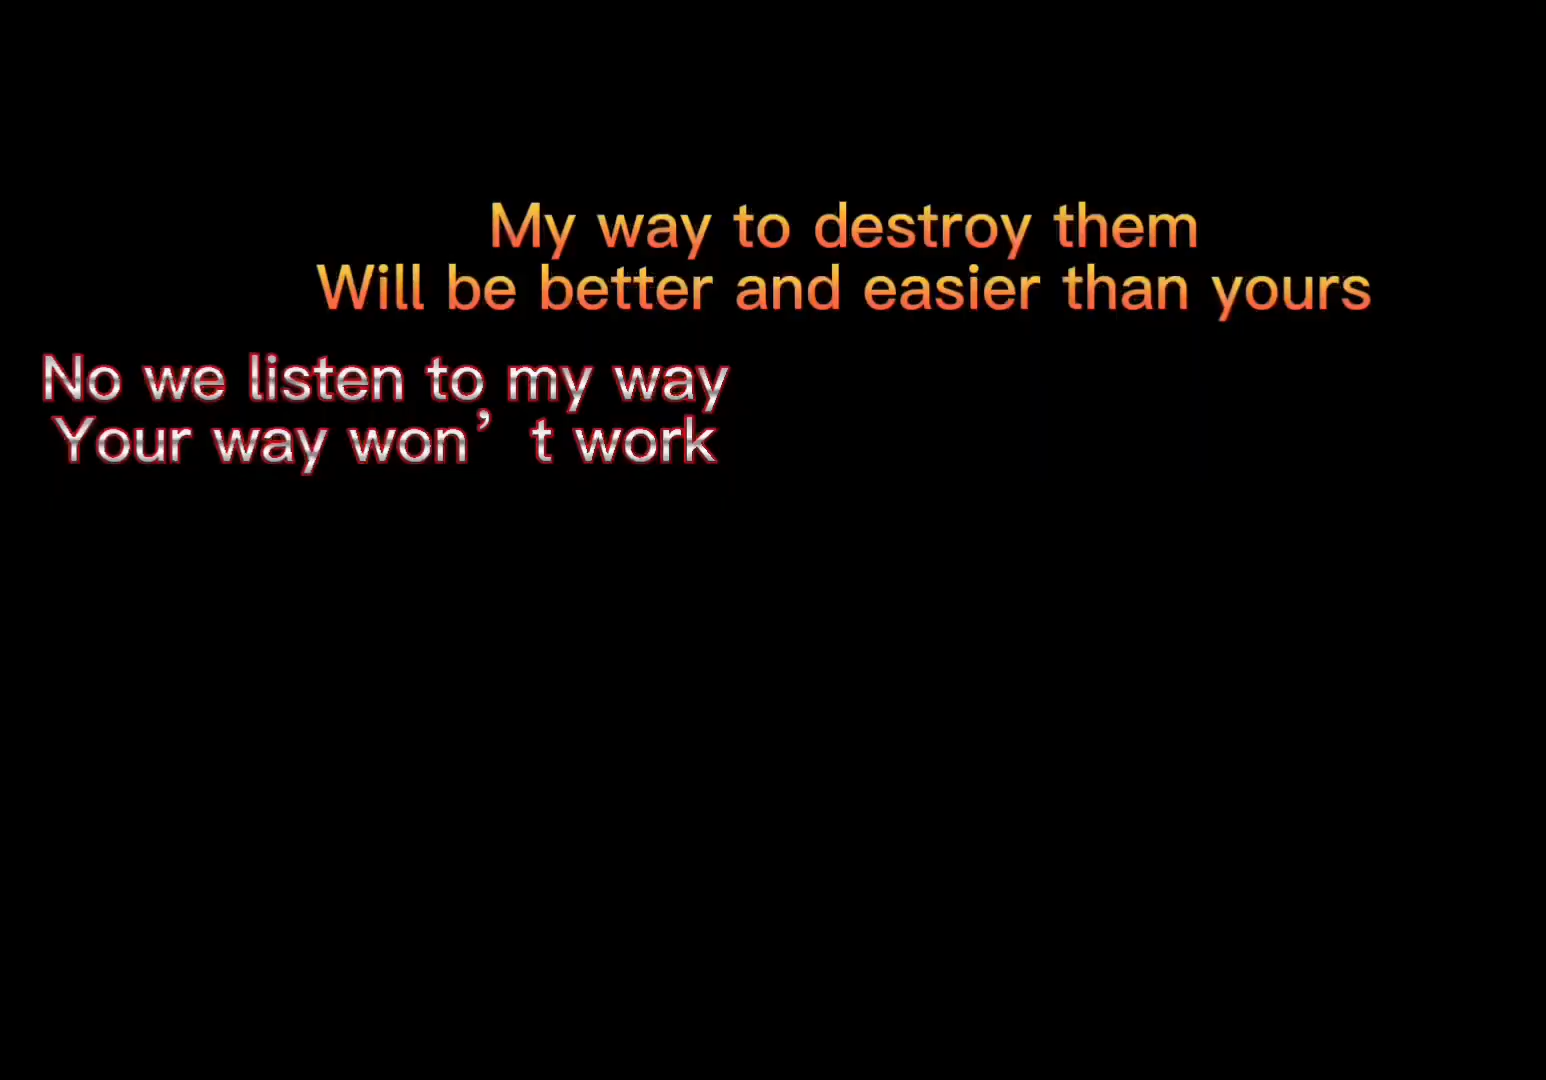 My way to destroy them
Will be better and easier than yours
No we listen to my way
Your way won’t work